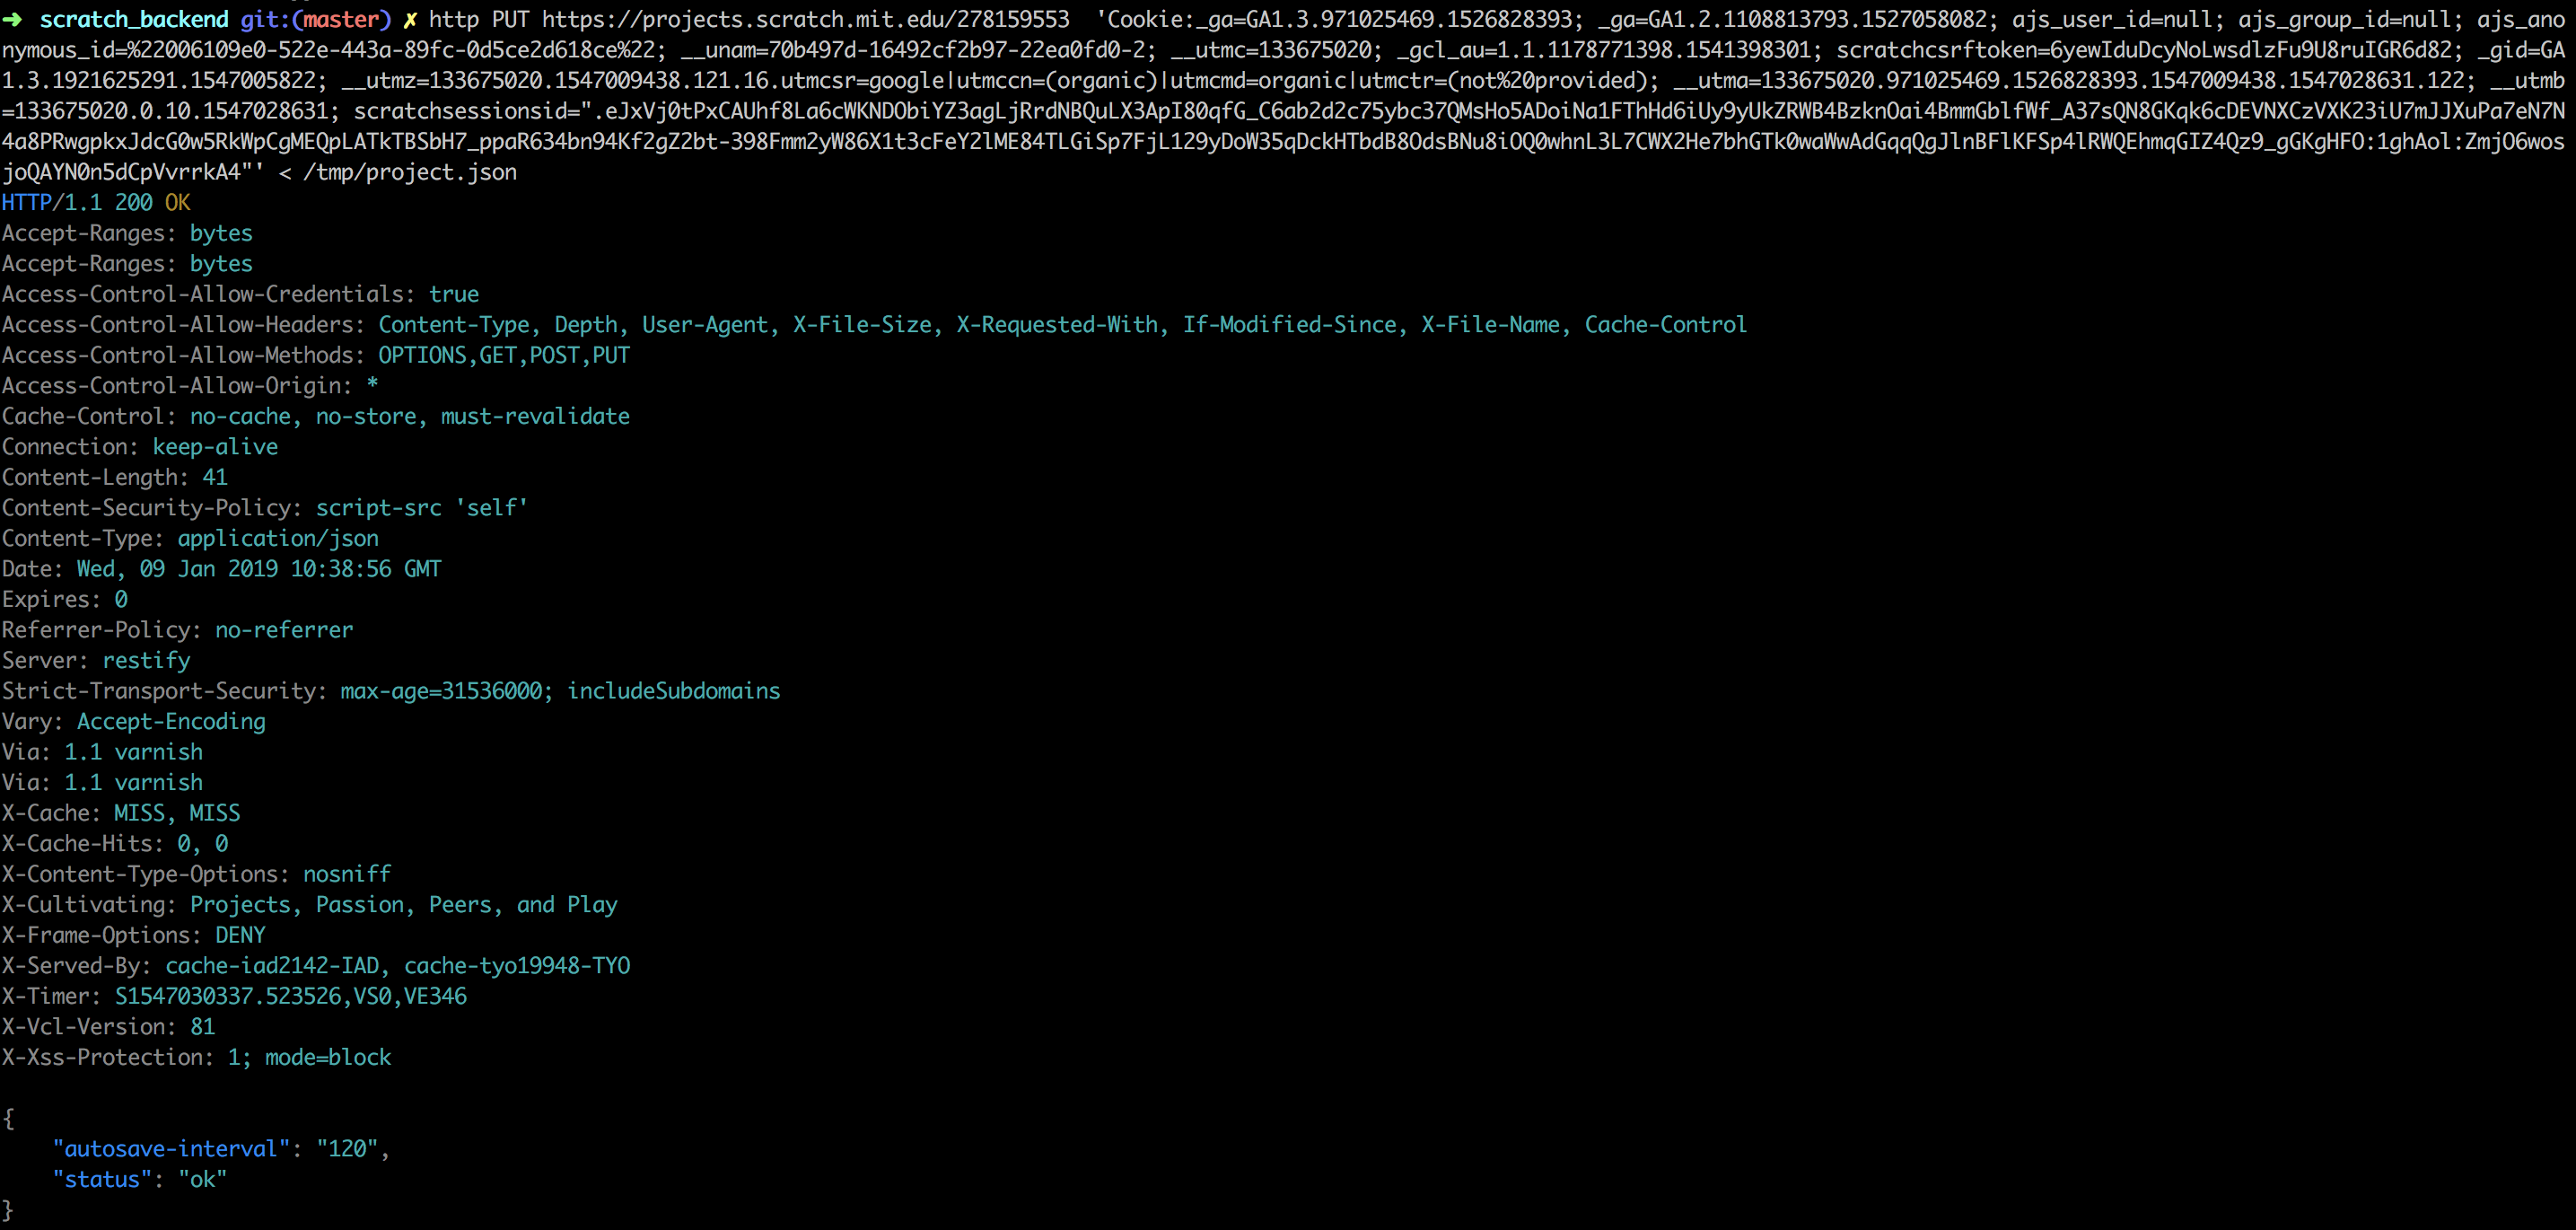 ➜ scratch_backend git:(master) ✗ http PUT https://projects.scratch.mit.edu/278159553  'Cookie:_ga=GA1.3.971025469.1526828393; _ga=GA1.2.1108813793.1527058082; ajs_user_id=null; ajs_group_id=null; ajs_ano
nymous_id=%22006109e0-522e-443a-89fc-0d5ce2d618ce%22; __unam=70b497d-16492cf2b97-22ea0fd0-2; __utmc=133675020; _gcl_au=1.1.1178771398.1541398301; scratchcsrftoken=6yewIduDcyNoLwsdlzFu9U8ruIGR6d82; _gid=GA
1.3.1921625291.1547005822; __utmz=133675020.1547009438.121.16.utmcsr=google|utmccn=(organic)|utmcmd=organic|utmctr=(not%20provided); __utma=133675020.971025469.1526828393.1547009438.1547028631.122; __utmb
=133675020.0.10.1547028631; scratchsessionsid=".eJxVj0tPxCAUhf8La6cWKNDObiYZ3agLjRrdNBQuLX3ApI80qfG_C6ab2d2c75ybc37QMsHo5ADoiNa1FThHd6iUy9yUkZRWB4BzknOai4BmmGblfWf_A37sQN8GKqk6cDEVNXCzVXK23iU7mJJXuPa7eN7N
4a8PRwgpkxJdcG0w5RkWpCgMEQpLATkTBSbH7_ppaR634bn94Kf2gZ2bt-398Fmm2yW86X1t3cFeY2lME84TLGiSp7FjL129yDoW35qDckHTbdB8OdsBNu8iOQ0whnL3L7CWX2He7bhGTk0waWwAdGqqQgJlnBFlKFSp4lRWQEhmqGIZ4Qz9_gGKgHFO:1ghAol:ZmjO6wos
joQAYN0n5dCpVvrrkA4"' < /tmp/project.json
HTTP/1.1 200 OK
Accept-Ranges: bytes
Accept-Ranges: bytes
Access-Control-Allow-Credentials: true
Access-Control-Allow-Headers: Content-Type, Depth, User-Agent, X-File-Size, X-Requested-With, If-Modified-Since, X-File-Name, Cache-Control
Access-Control-Allow-Methods: OPTIONS,GET,POST,PUT
Access-Control-Allow-Origin: *
Cache-Control: no-cache, no-store, must-revalidate
Connection: keep-alive
Content-Length: 41
Content-Security-Policy: script-src 'self'
Content-Type: application/json
Date: Wed, 09 Jan 2019 10:38:56 GMT
Expires: 0
Referrer-Policy: no-referrer
Server: restify
Strict-Transport-Security: max-age=31536000; includeSubdomains
Vary: Accept-Encoding
Via: 1.1 varnish
Via: 1.1 varnish
X-Cache: MISS, MISS
X-Cache-Hits: 0, 0
X-Content-Type-Options: nosniff
X-Cultivating: Projects, Passion, Peers, and Play
X-Frame-Options: DENY
X-Served-By: cache-iad2142-IAD, cache-tyo19948-TYO
X-Timer: S1547030337.523526,VS0,VE346
X-Vcl-Version: 81
X-Xss-Protection: 1; mode=block
{
    "autosave-interval": "120",
    "status": "ok"
}